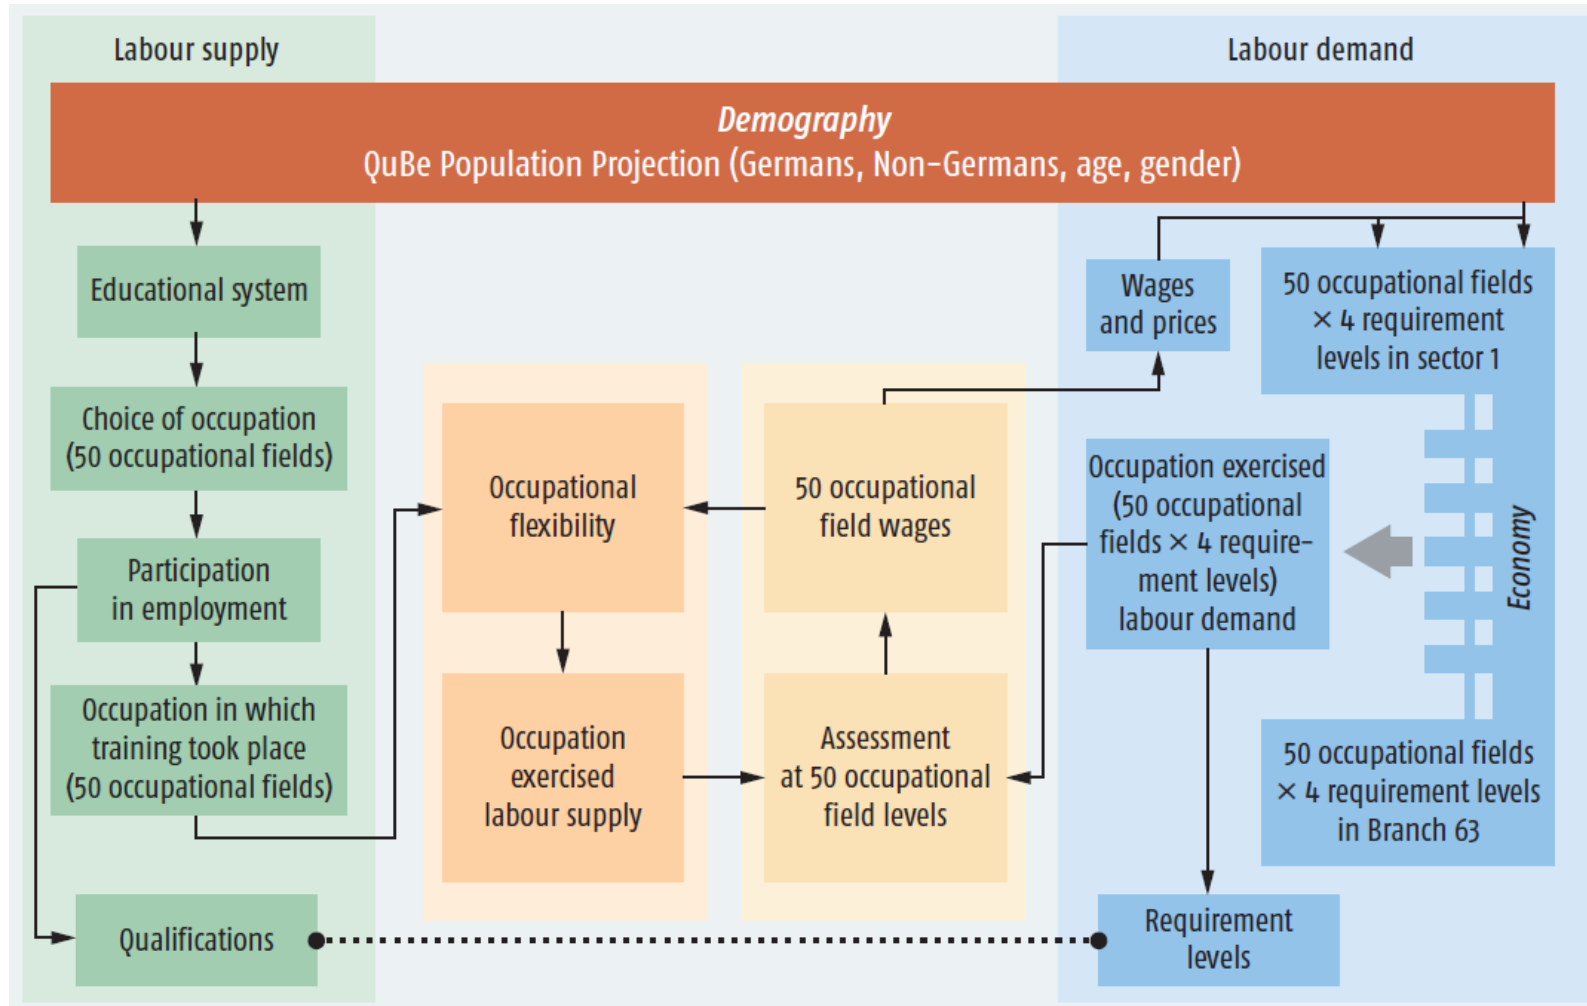 Labour supply
Labour demand
Demography
QuBe Population Projection (Germans, Non-Germans, age, gender)
Educational system
Choice of occupation
(50 occupational fields)
Participation
in employment
Occupation in which
training took place
(50 occupational fields)
Qualifications
Occupational
flexibility
Occupation
exercised
labour supply
50 occupational
field wages
Assessment
at 50 occupational
field levels
Wages
and prices
50 occupational fields
× 4 requirement
levels in sector 1
Occupation exercised
(50 occupational
fields × 4 require-
ment levels)
labour demand
Economy
50 occupational fields
× 4 requirement levels
in Branch 63
Requirement
levels